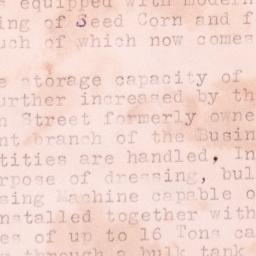 equipped with modern
ing of Seed Corn and f
uch of which now comes
e storage capacity of
urther increased by th
n Street formerly owne
nt branch of the Busin
tities are handled, In
rpose of dressing, bul
sing Machine capable o
nstalled together with
es of up to 16 Tons ca
through a bulk tank